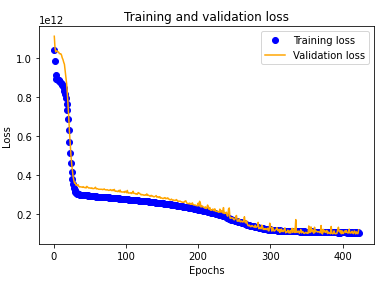 Training and validation loss
1e12
Training loss
Validation loss
1.0
0.8
0.6
0.4
0.2
Loss
0
100
200
300
400
Epochs